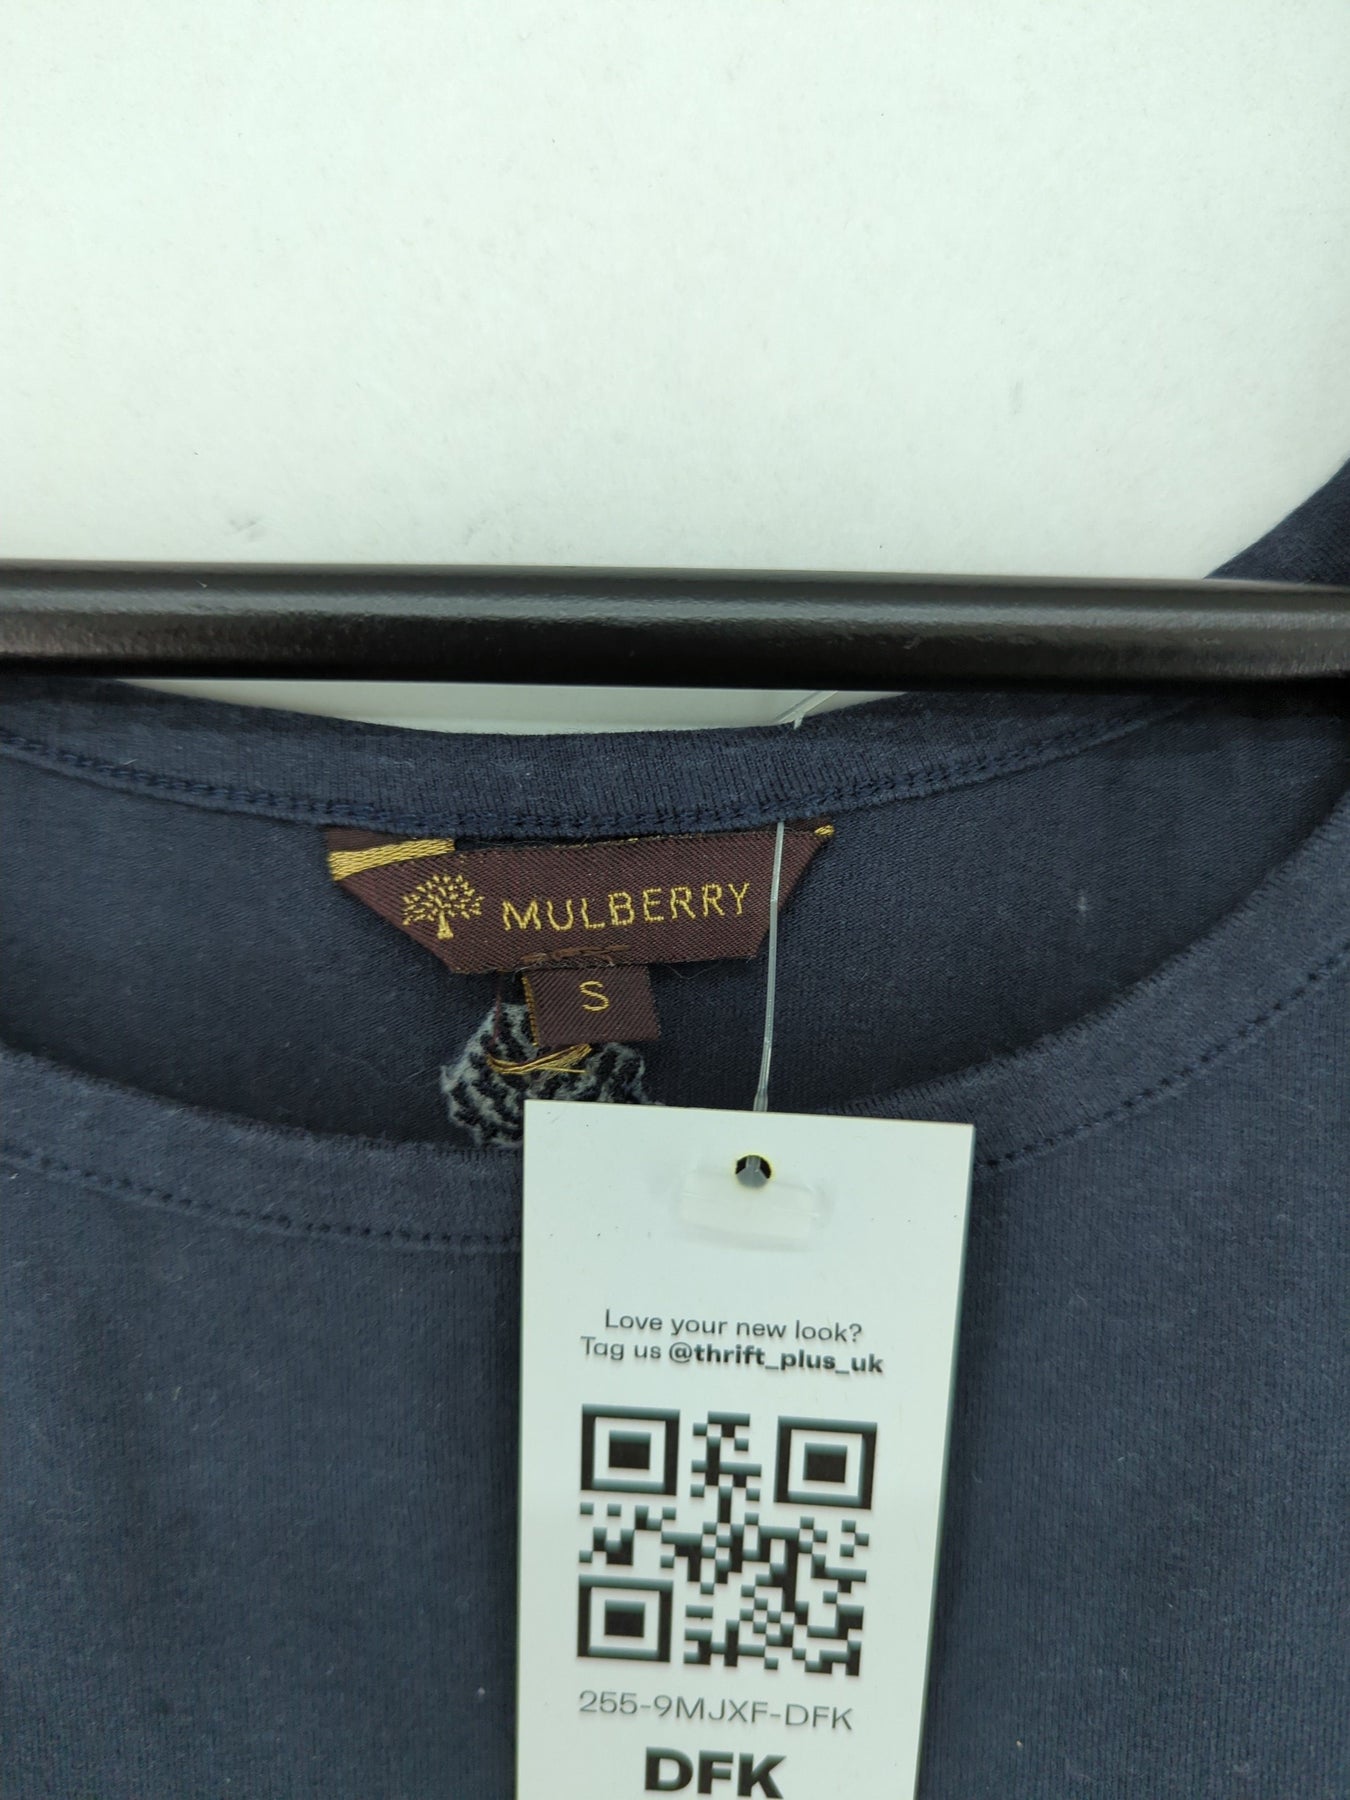 MULBERRY
S
Love your new look?
Tag us @thrift_plus_uk
255-9MJXF-DFK
DFK